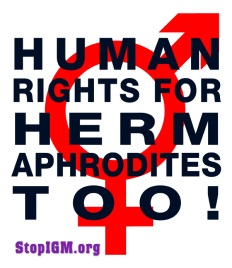 HUMAN
RIGHTS FOR
HERM
APHRODITES
TOO!
StopIGM.org